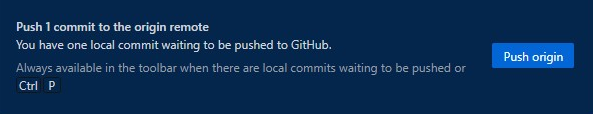 Push 1 commit to the origin remote
You have one local commit waiting to be pushed to GitHub.
Push origin
Always available in the toolbar when there are local commits waiting to be pushed or
Ctrl P